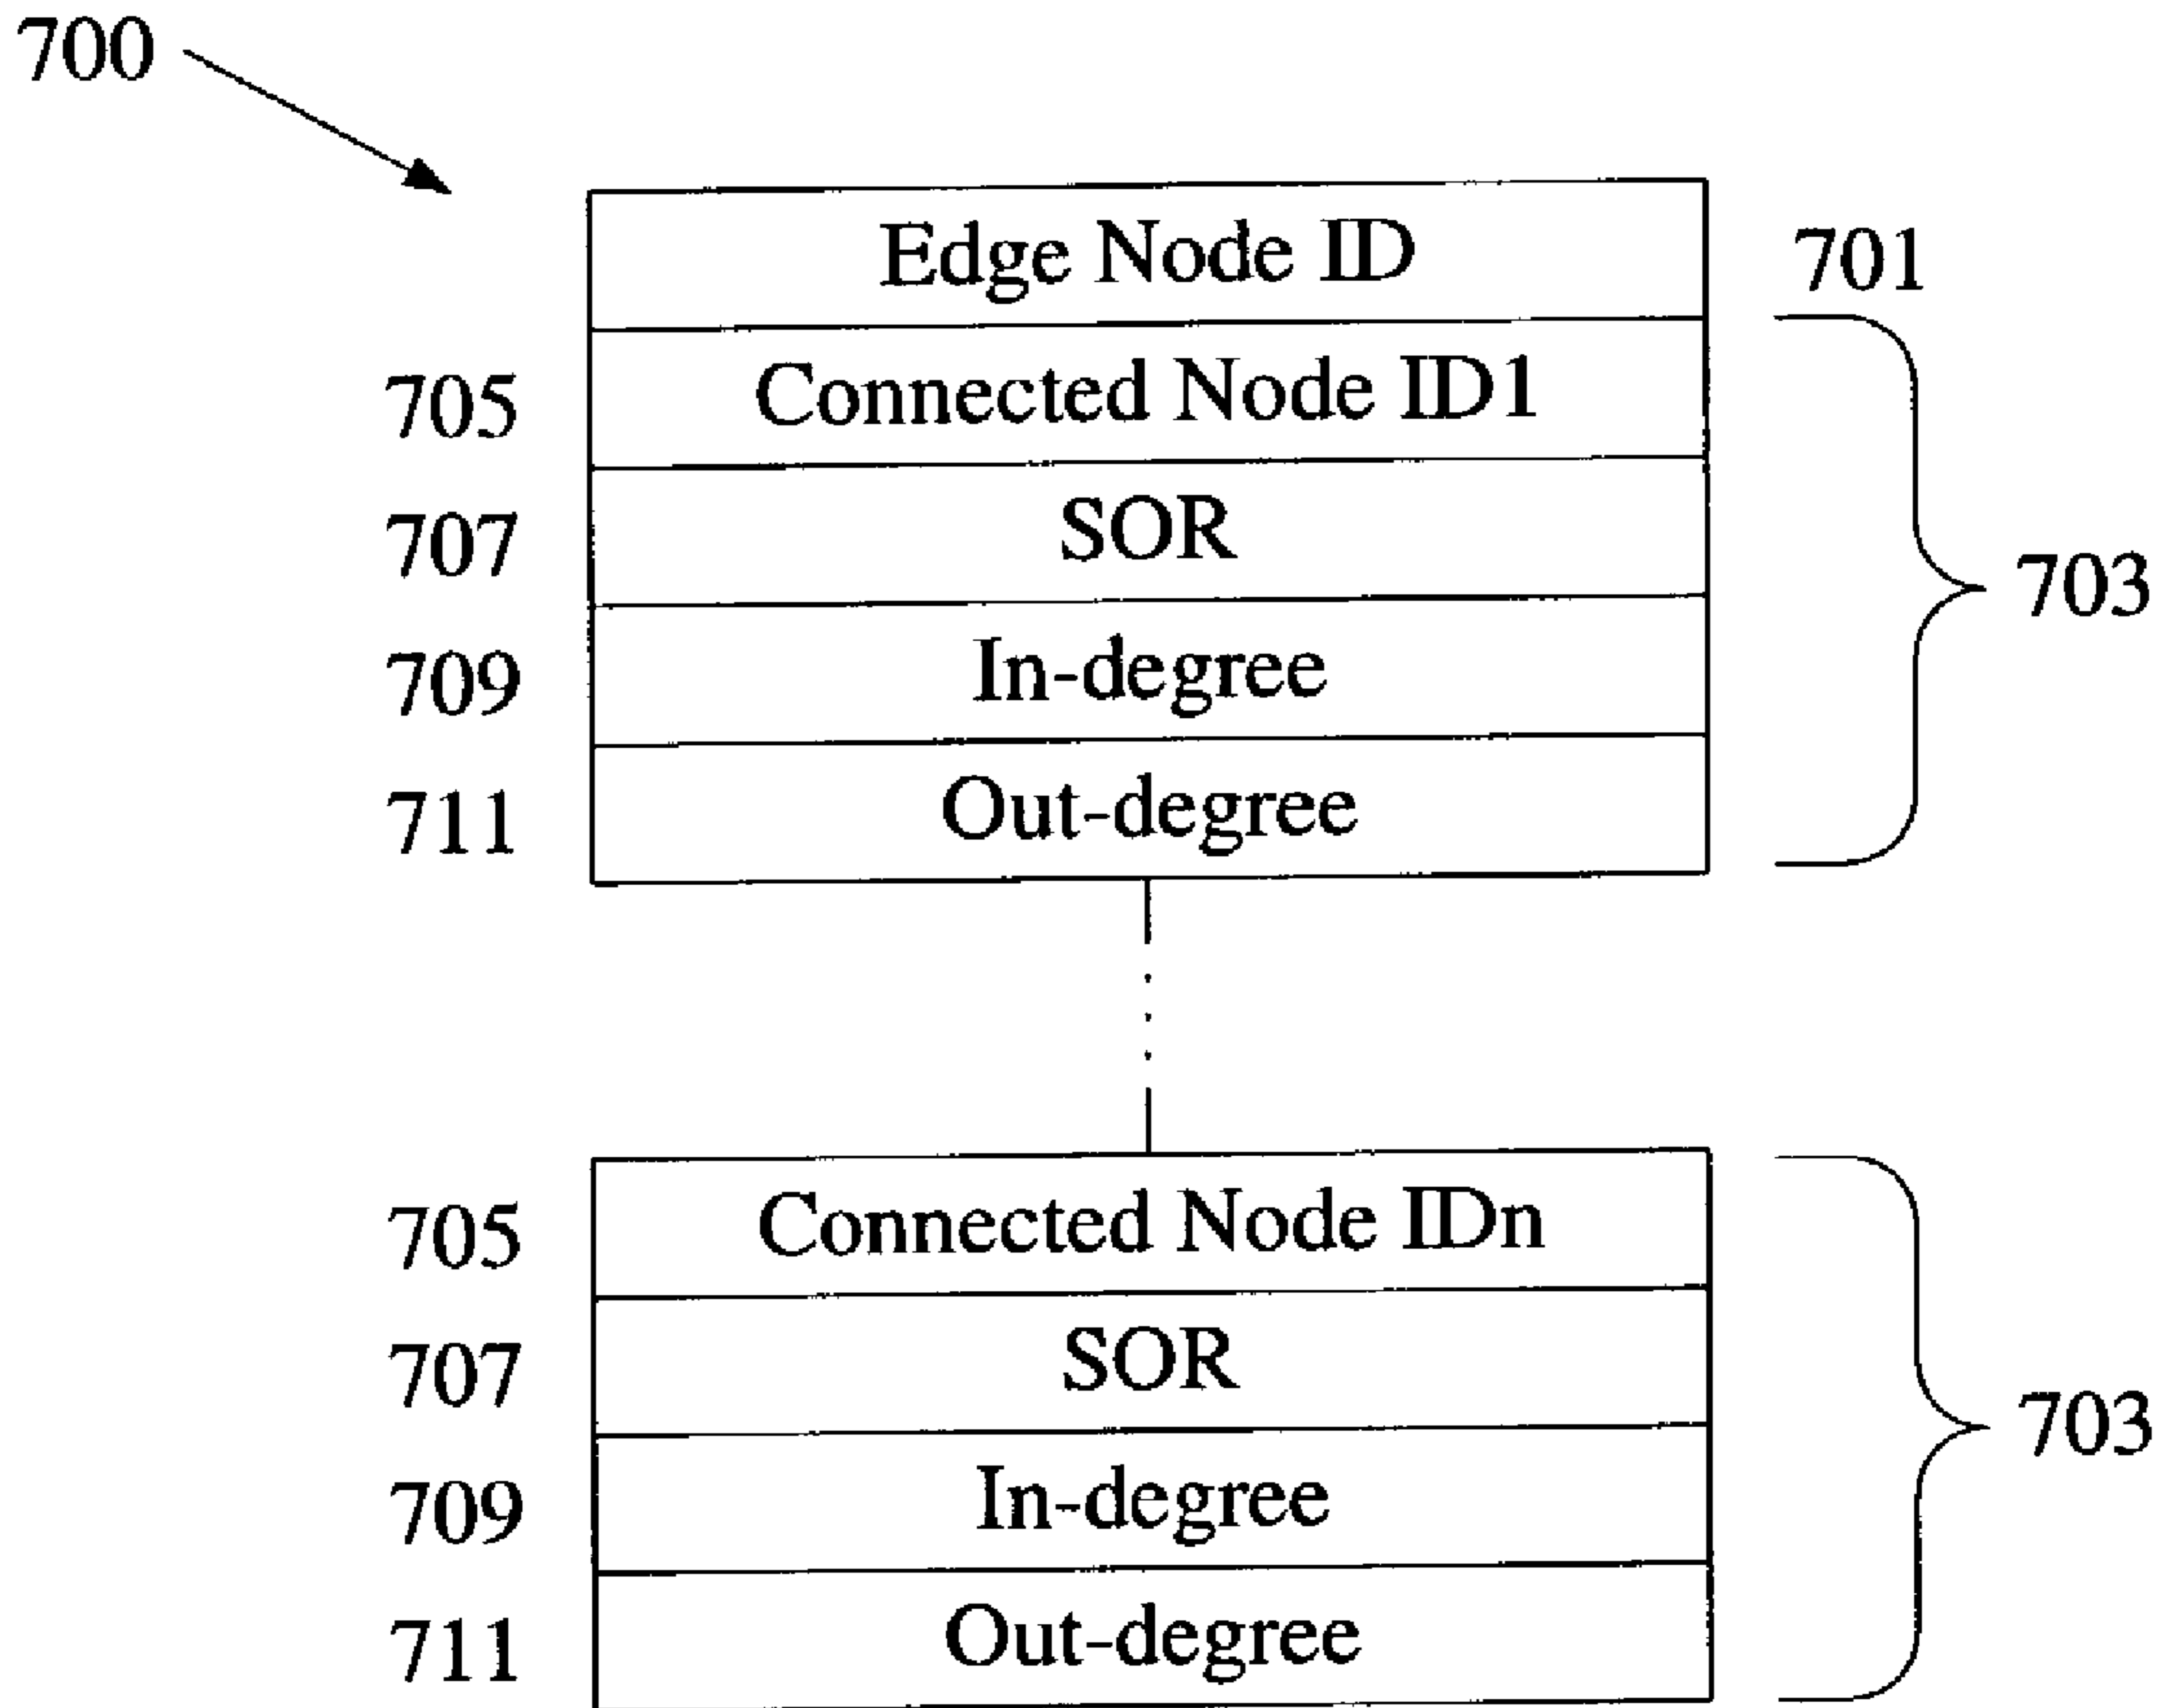 700
Edge Node ID 701
705 Connected Node ID1
707 SOR
703
709 In-degree
711 Out-degree
705 Connected Node IDn
707 SOR
703
709 In-degree
711 Out-degree